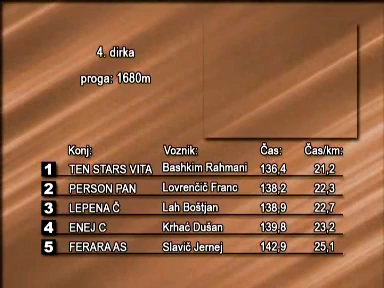 4. dirka
proga: 1680m
Konj: Voznik: Čas: Čas/km:
1 TEN STARS VITA Bashkim Rahmani 136,4 21,2
2 PERSON PAN Lovrenčič Franc 138,2 22,3
3 LEPENA Č Lah Boštjan 138,9 22,7
4 ENEJ C Krhač Dušan 139,8 23,2
5 FERARA AS Slavič Jernej 142,9 25,1